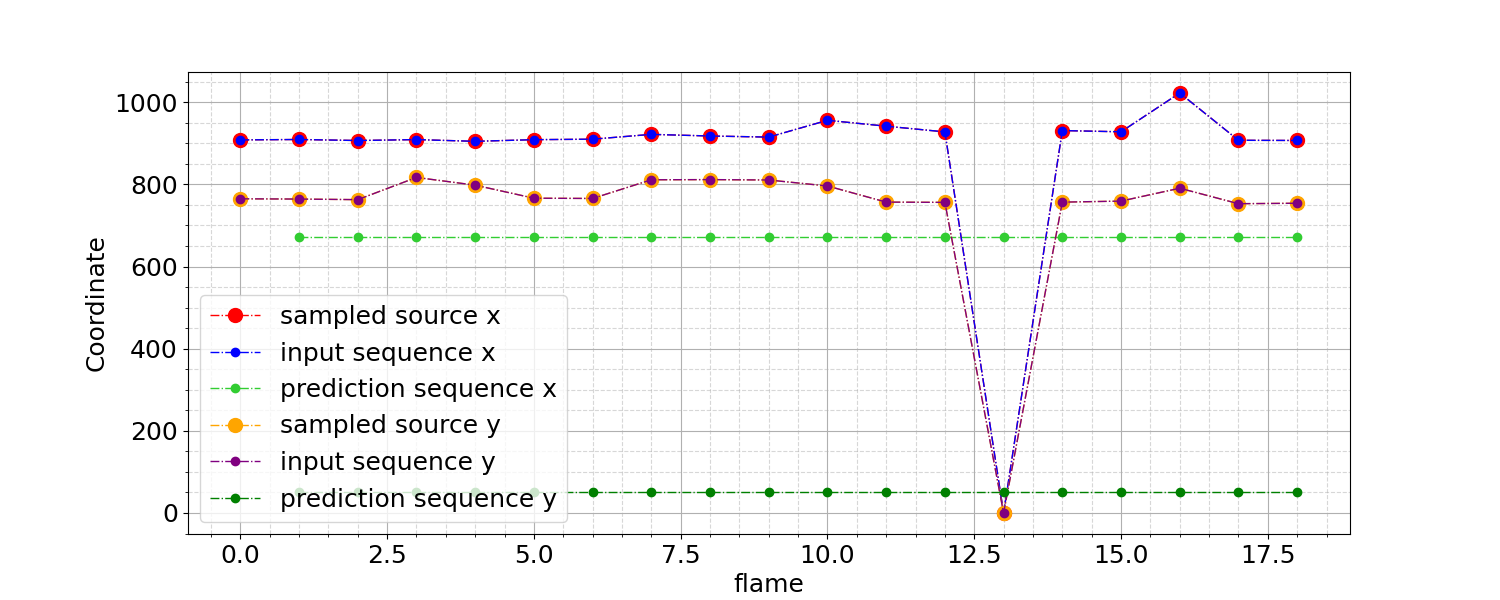 1000
800
600
400
200
0
Coordinate
sampled source x
input sequence x
prediction sequence x
sampled source y
input sequence y
prediction sequence y
0.0 2.5 5.0 7.5 10.0 12.5 15.0 17.5
flame